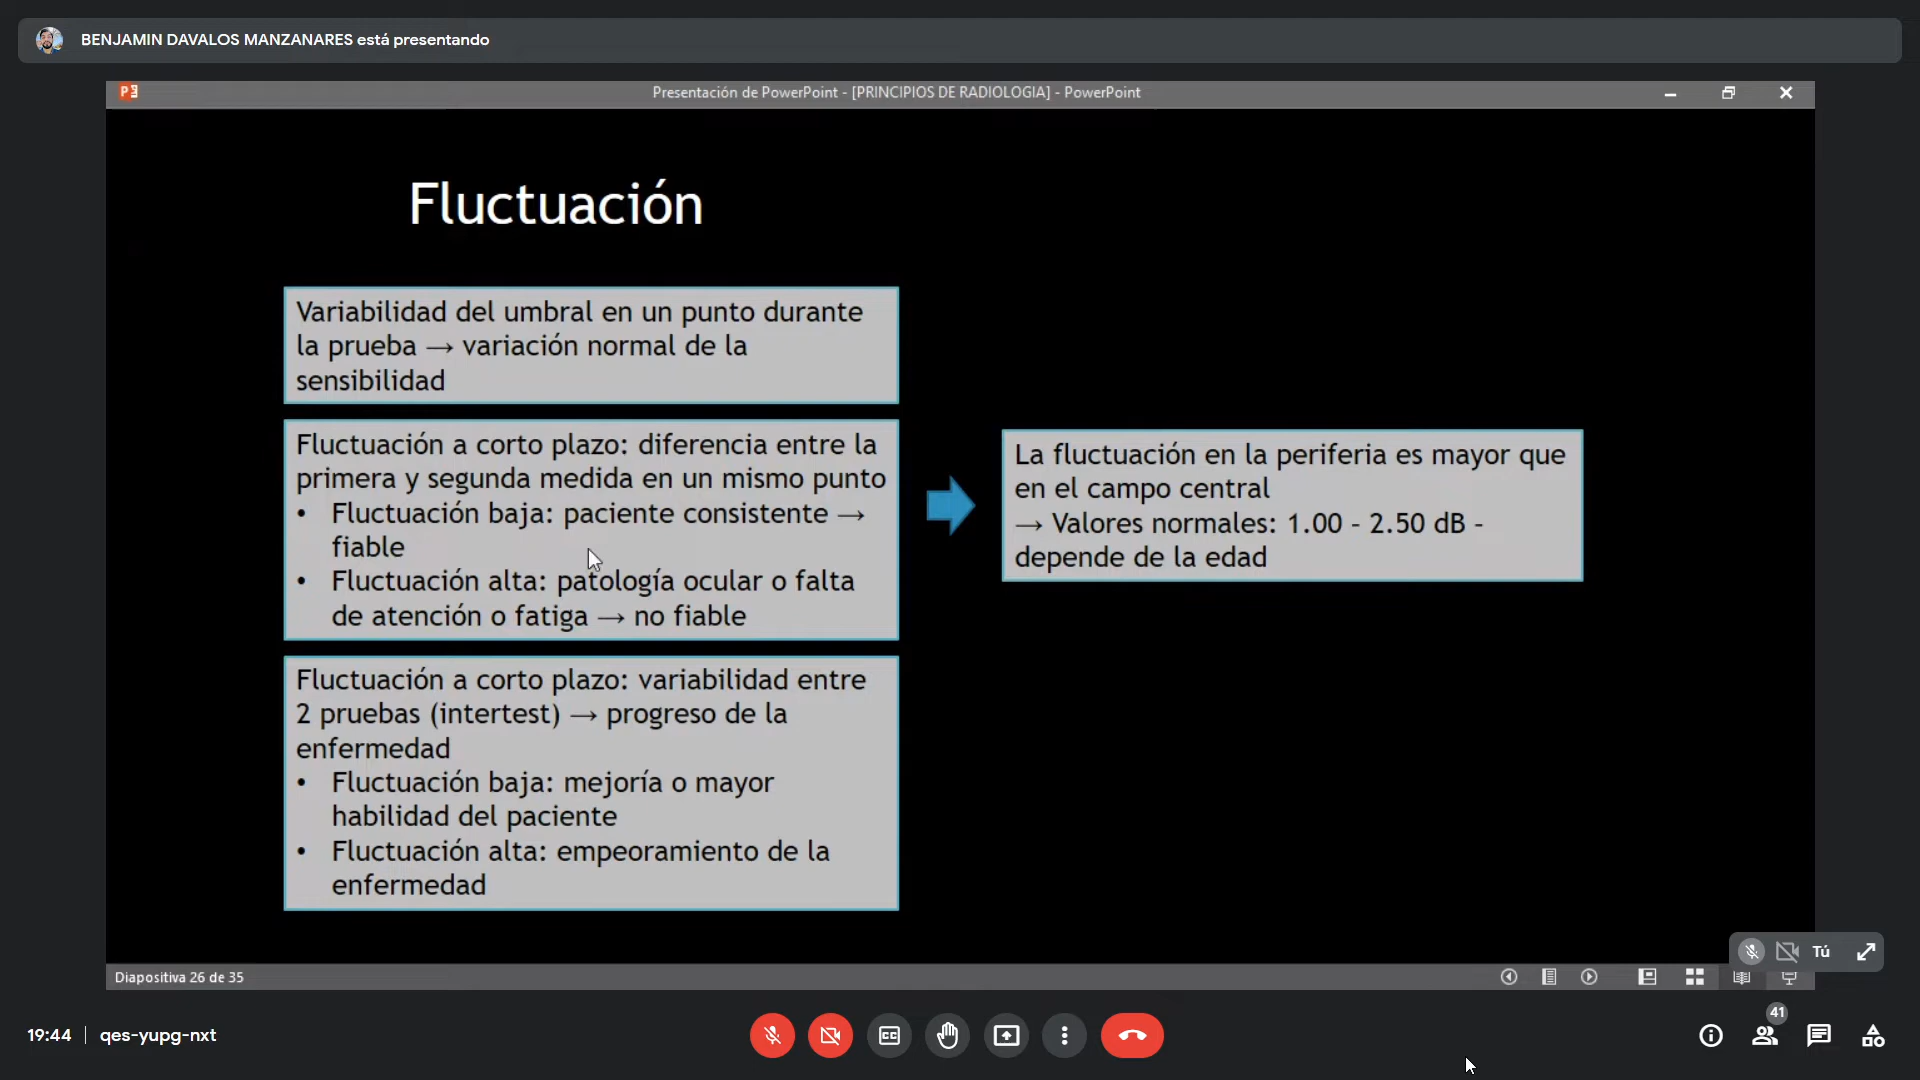 BENJAMIN DAVALOS MANZANARES está presentando
Presentación de PowerPoint - [PRINCIPIOS DE RADIOLOGIA] - PowerPoint
Fluctuación
Variabilidad del umbral en un punto durante
la prueba → variación normal de la
sensibilidad
Fluctuación a corto plazo: diferencia entre la
primera y segunda medida en un mismo punto
• Fluctuación baja: paciente consistente →
fiable
• Fluctuación alta: patología ocular o falta
de atención o fatiga → no fiable
La fluctuación en la periferia es mayor que
en el campo central
→ Valores normales: 1.00 - 2.50 dB -
depende de la edad
Fluctuación a corto plazo: variabilidad entre
2 pruebas (intertest) → progreso de la
enfermedad
• Fluctuación baja: mejoría o mayor
habilidad del paciente
• Fluctuación alta: empeoramiento de la
enfermedad
Tú
Diapositiva 26 de 35
19:44 | qes-yupg-nxt
41